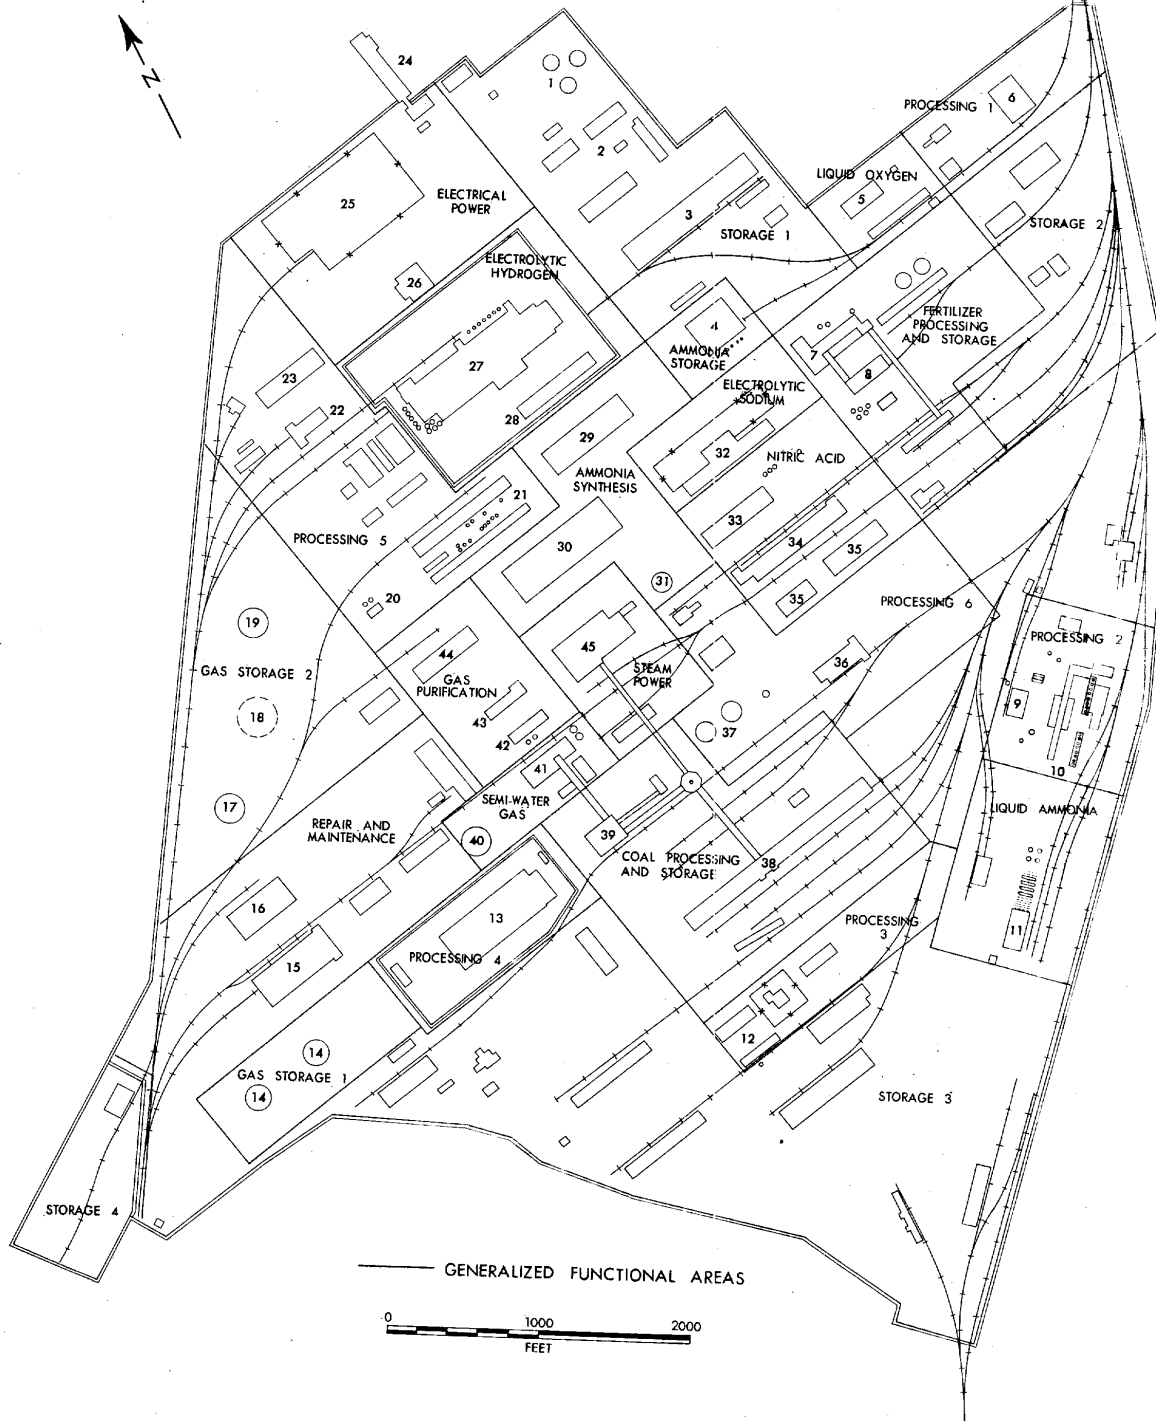 N
24
1
2
PROCESSING 1
6
LIQUID OXYGEN
5
25
ELECTRICAL
POWER
3
STORAGE 1
STORAGE 2
26
ELECTROLYTIC
HYDROGEN
4
AMMONIA
STORAGE
FERTILIZER
PROCESSING
AND STORAGE
7
8
27
28
23
22
ELECTROLYTIC
SODIUM
29
32
NITRIC ACID
AMMONIA
SYNTHESIS
21
33
34
35
35
30
PROCESSING 5
20
31
PROCESSING 6
19
GAS STORAGE 2
18
17
44
GAS
PURIFICATION
43
42
45
STEAM
POWER
36
37
PROCESSING 2
9
10
LIQUID AMMONIA
11
41
SEMI-WATER
GAS
40
39
REPAIR AND
MAINTENANCE
COAL PROCESSING
AND STORAGE
38
16
15
13
PROCESSING 4
PROCESSING
3
12
14
GAS STORAGE 1
14
STORAGE 3
STORAGE 4
GENERALIZED FUNCTIONAL AREAS
0 1000 2000
FEET